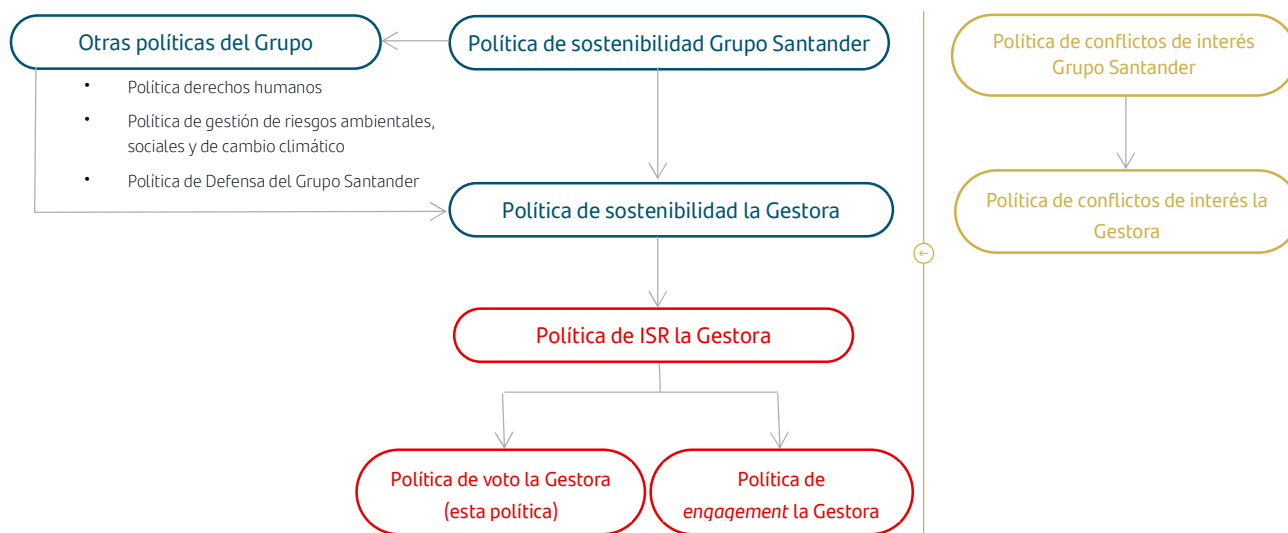 Otras políticas del Grupo
Política de sostenibilidad Grupo Santander
Política de conflictos de interés
Grupo Santander
• Política derechos humanos
• Política de gestión de riesgos ambientales,
sociales y de cambio climático
• Política de Defensa del Grupo Santander
Política de sostenibilidad la Gestora
Política de conflictos de interés la
Gestora
Política de ISR la Gestora
Política de voto la Gestora
(esta política)
Política de
engagement la Gestora